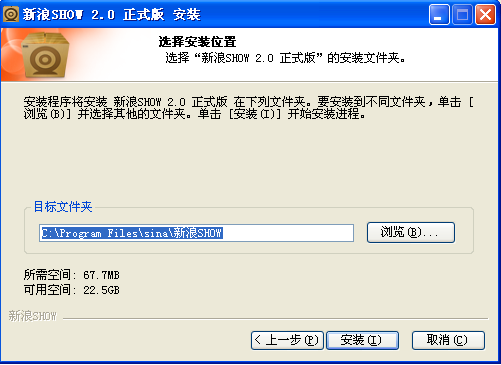 新浪SHOW 2.0 正式版 安装
选择安装位置
选择“新浪SHOW 2.0 正式版”的安装文件夹。
安装程序将安装 新浪SHOW 2.0 正式版 在下列文件夹。要安装到不同文件夹，单击 [
浏览(B)] 并选择其他的文件夹。单击 [安装(I)] 开始安装进程。
目标文件夹
C:\Program Files\sina\新浪SHOW
浏览(B)...
所需空间: 67.7MB
可用空间: 22.5GB
新浪SHOW
< 上一步(P)
安装(I)
取消(C)